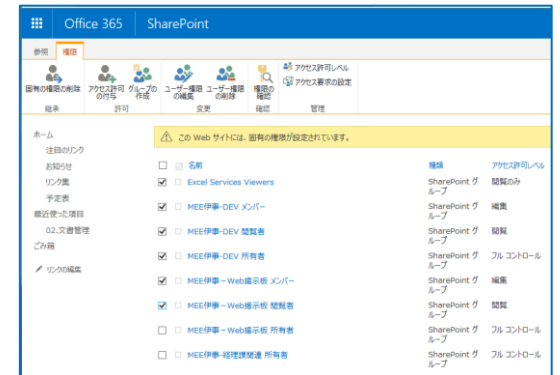 Office 365 SharePoint
参照 権限
固有の権限の削除 アクセス許可の付与 グループの作成 ユーザー権限の編集 ユーザー権限の削除 権限の確認 アクセス許可レベル
アクセス要求の設定
継承 許可 変更 確認 管理
ホーム
注目のリンク
お知らせ
リンク集
予定表
最近使った項目
02.文書管理
ごみ箱
リンクの編集
この Web サイトには、固有の権限が設定されています。
名前 種類 アクセス許可レベル
Excel Services Viewers SharePoint グループ 閲覧のみ
MEE伊事-DEV メンバー SharePoint グループ 編集
MEE伊事-DEV 閲覧者 SharePoint グループ 閲覧
MEE伊事-DEV 所有者 SharePoint グループ フル コントロール
MEE伊事－Web掲示板 メンバー SharePoint グループ 編集
MEE伊事－Web掲示板 閲覧者 SharePoint グループ 閲覧
MEE伊事－Web掲示板 所有者 SharePoint グループ フル コントロール
MEE伊事-経理課関連 所有者 SharePoint グループ フル コントロール